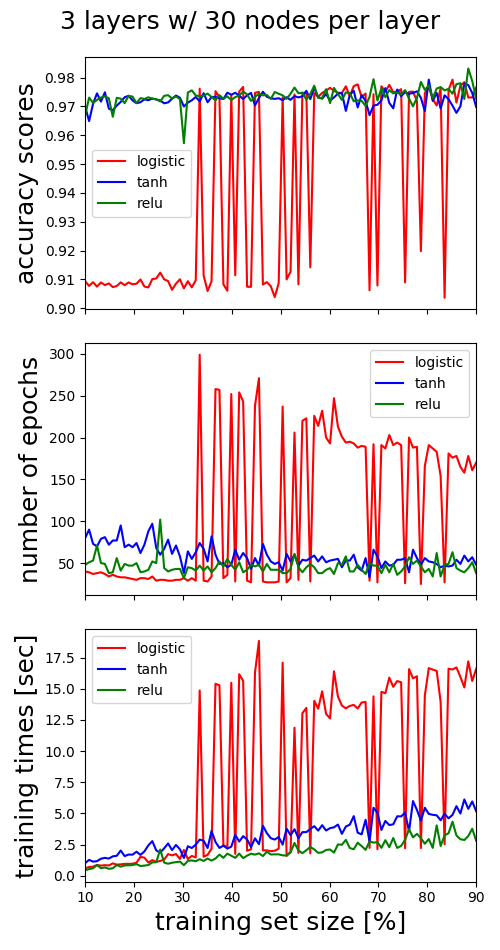 3 layers w/ 30 nodes per layer
accuracy scores
0.98
0.97
0.96
0.95
0.94
0.93
0.92
0.91
0.90
logistic
tanh
relu
number of epochs
300
250
200
150
100
50
logistic
tanh
relu
training times [sec]
17.5
15.0
12.5
10.0
7.5
5.0
2.5
0.0
logistic
tanh
relu
10 20 30 40 50 60 70 80 90
training set size [%]